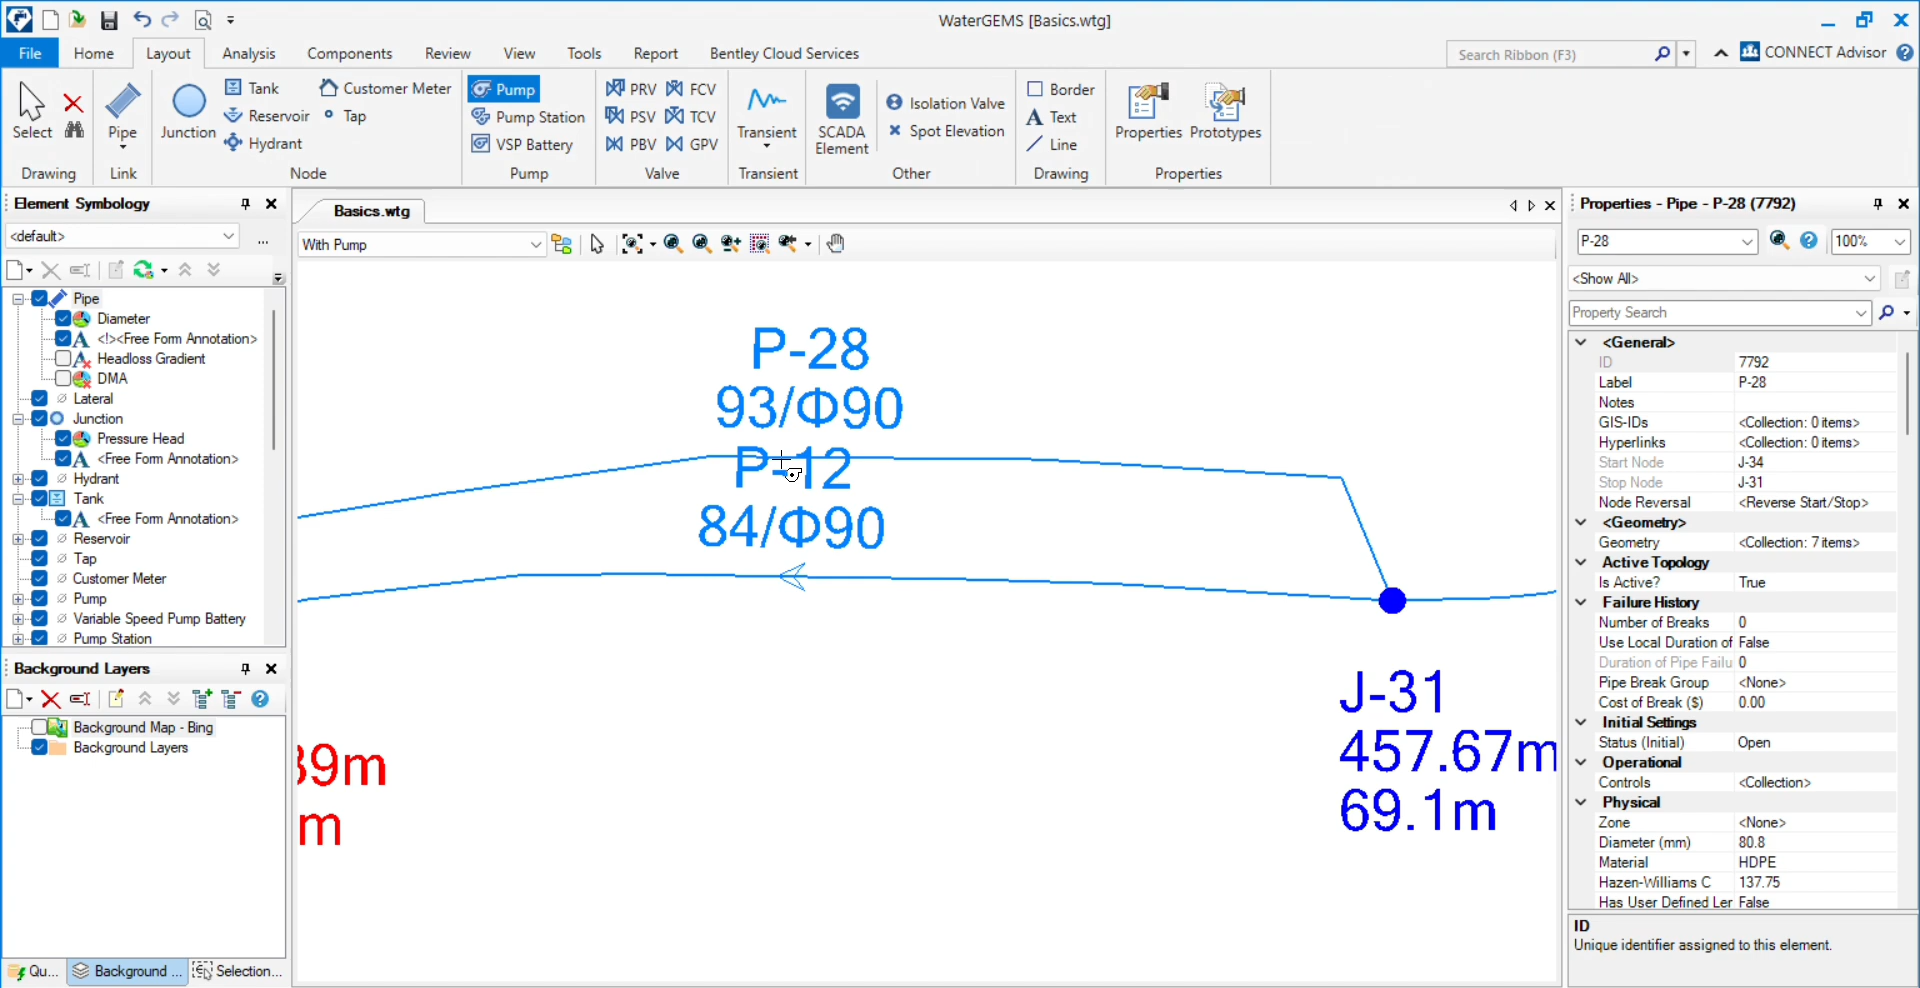 WaterGEMS [Basics.wtg]
File Home Layout Analysis Components Review View Tools Report Bentley Cloud Services
Search Ribbon (F3)
CONNECT Advisor
Select
Drawing
Pipe
Link
Junction
Tank
Customer Meter
Reservoir
Tap
Hydrant
Node
Pump
Pump Station
VSP Battery
Pump
PRV FCV
PSV TCV
PBV GPV
Valve
Transient
Transient
SCADA
Element
Isolation Valve
Spot Elevation
Other
Border
Text
Line
Drawing
Properties Prototypes
Properties
Element Symbology
<default>
...
Pipe
Diameter
<!><Free Form Annotation>
Headloss Gradient
DMA
Lateral
Junction
Pressure Head
<Free Form Annotation>
Hydrant
Tank
<Free Form Annotation>
Reservoir
Tap
Customer Meter
Pump
Variable Speed Pump Battery
Pump Station
Background Layers
Background Map - Bing
Background Layers
Qu... Background ... Selection...
Basics.wtg
With Pump
P-28
93/Φ90
P-12
84/Φ90
39m
m
J-31
457.67m
69.1m
Properties - Pipe - P-28 (7792)
P-28
100%
<Show All>
Property Search
<General>
ID 7792
Label P-28
Notes
GIS-IDs <Collection: 0 items>
Hyperlinks <Collection: 0 items>
Start Node J-34
Stop Node J-31
Node Reversal <Reverse Start/Stop>
<Geometry>
Geometry <Collection: 7 items>
Active Topology
Is Active? True
Failure History
Number of Breaks 0
Use Local Duration of False
Duration of Pipe Failu 0
Pipe Break Group <None>
Cost of Break ($) 0.00
Initial Settings
Status (Initial) Open
Operational
Controls <Collection>
Physical
Zone <None>
Diameter (mm) 80.8
Material HDPE
Hazen-Williams C 137.75
Has User Defined Ler False
ID
Unique identifier assigned to this element.